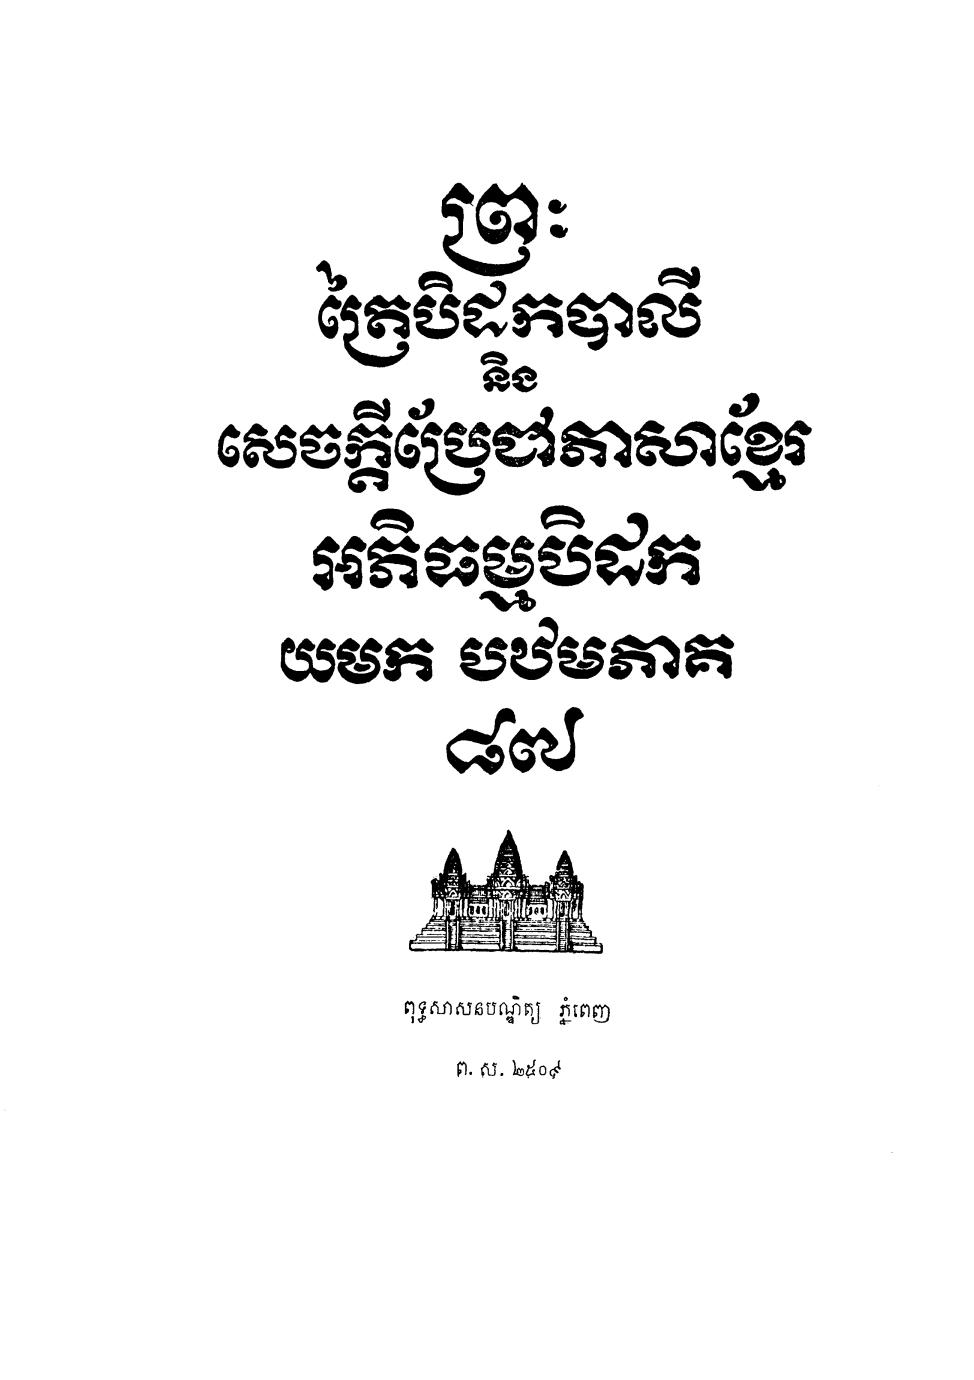 ព្រះ
ត្រៃបិដកបាលី
និង
សេចក្តីប្រែជាភាសាខ្មែរ
អភិធម្មបិដក
យមក បឋមភាគ
៨៧
ពុទ្ធសាសនបណ្ឌិត្យ ភ្នំពេញ
ព. ស. ២៥០៩